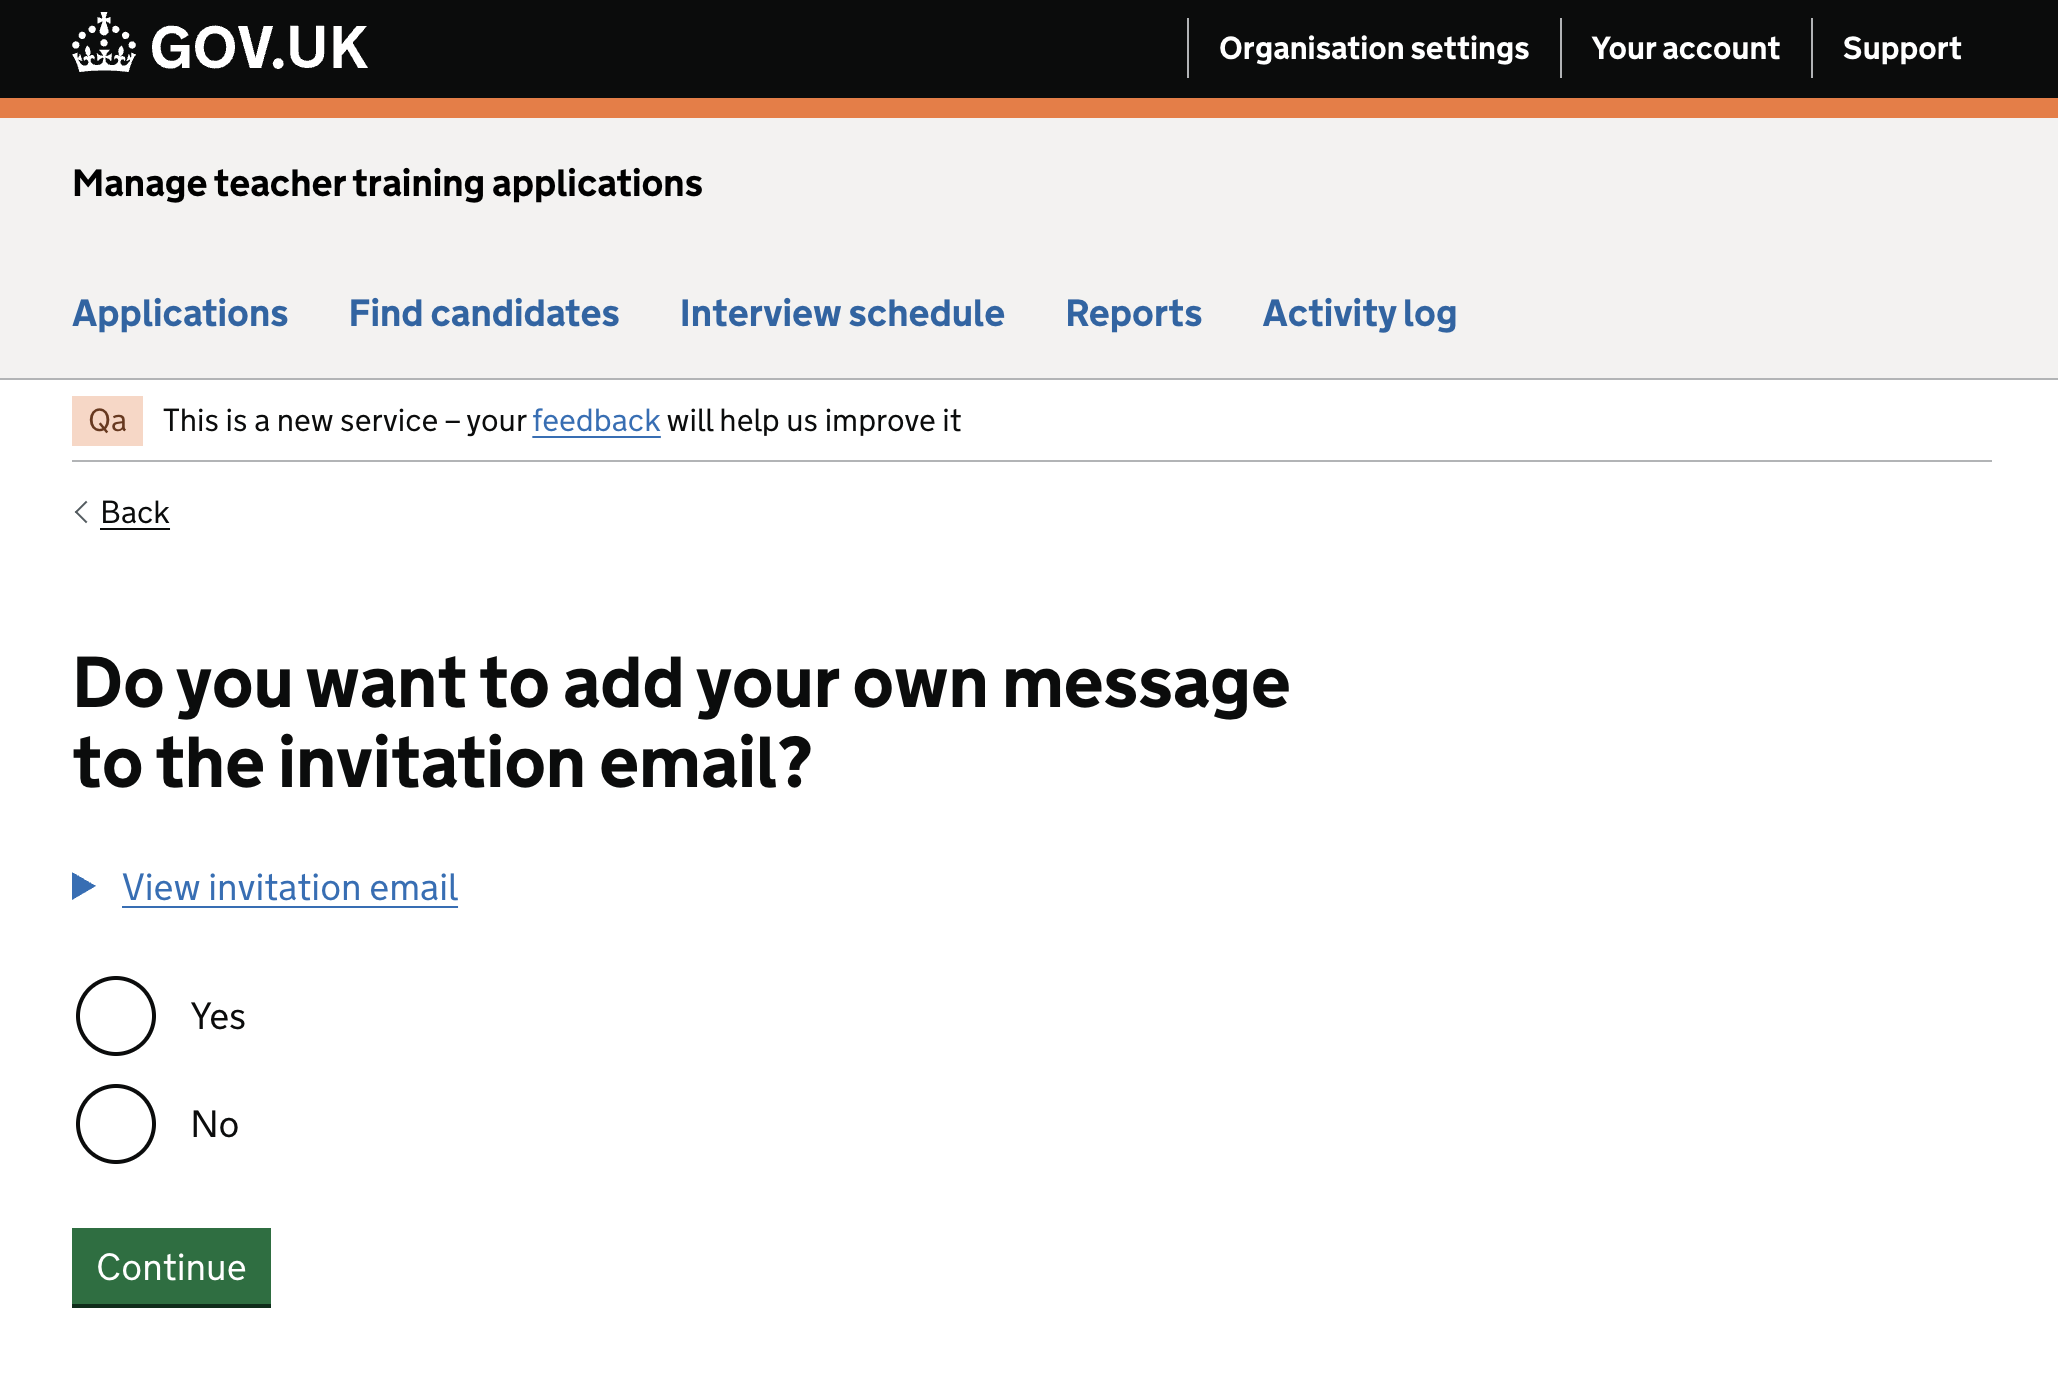 GOV.UK
Organisation settings
Your account
Support
Manage teacher training applications
Applications
Find candidates
Interview schedule
Reports
Activity log
Qa
This is a new service – your feedback will help us improve it
Back
Do you want to add your own message
to the invitation email?
View invitation email
Yes
No
Continue